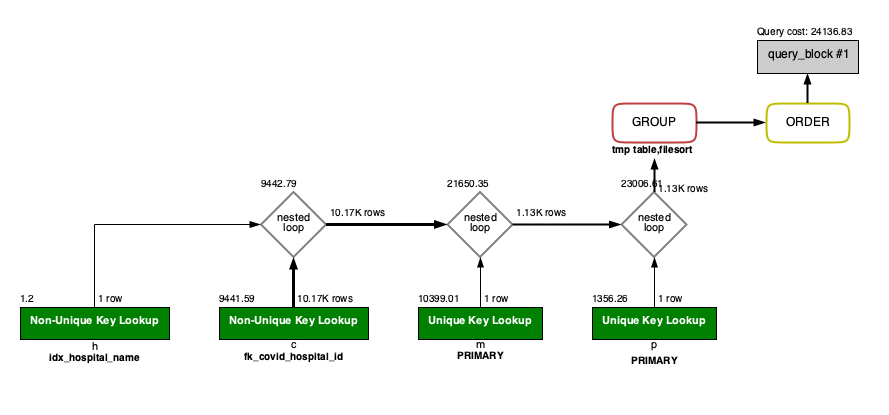 Query cost: 24136.83
query_block #1
GROUP
ORDER
tmp table,filesort
9442.79
21650.35
23006.61
1.13K rows
nested
loop
10.17K rows
nested
loop
1.13K rows
nested
loop
1.2
1 row
9441.59
10.17K rows
10399.01
1 row
1356.26
1 row
Non-Unique Key Lookup
Non-Unique Key Lookup
Unique Key Lookup
Unique Key Lookup
h
c
m
p
idx_hospital_name
fk_covid_hospital_id
PRIMARY
PRIMARY